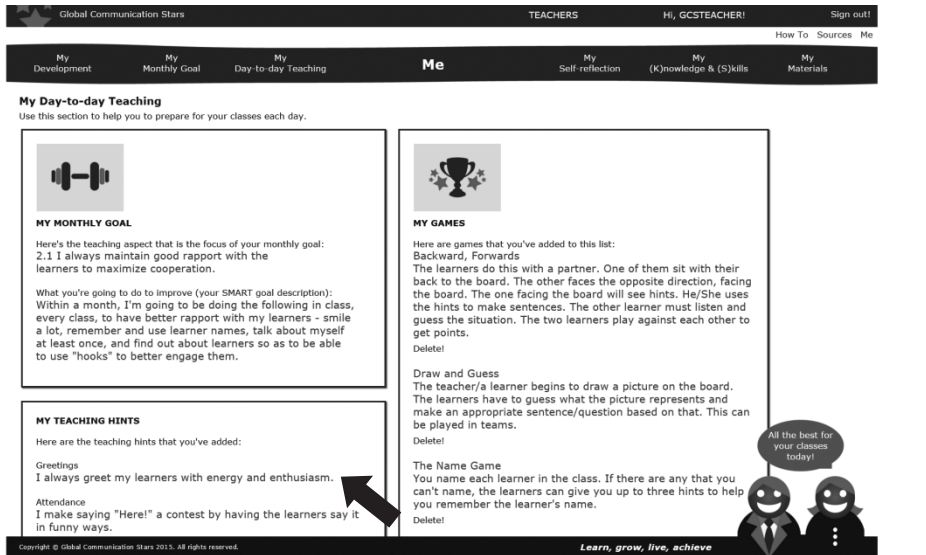 Global Communication Stars
TEACHERS
Hi, GCSTEACHER!
Sign out!
How To Sources Me
My
Development
My
Monthly Goal
My
Day-to-day Teaching
Me
My
Self-reflection
My
(K)nowledge & (S)kills
My
Materials
My Day-to-day Teaching
Use this section to help you to prepare for your classes each day.
MY MONTHLY GOAL
Here's the teaching aspect that is the focus of your monthly goal:
2.1 I always maintain good rapport with the
learners to maximize cooperation.
What you're going to do to improve (your SMART goal description):
Within a month, I'm going to be doing the following in class,
every class, to have better rapport with my learners - smile
a lot, remember and use learner names, talk about myself
at least once, and find out about learners so as to be able
to use "hooks" to better engage them.
MY TEACHING HINTS
Here are the teaching hints that you've added:
Greetings
I always greet my learners with energy and enthusiasm.
Attendance
I make saying "Here!" a contest by having the learners say it
in funny ways.
MY GAMES
Here are games that you've added to this list:
Backward, Forwards
The learners do this with a partner. One of them sit with their
back to the board. The other faces the opposite direction, facing
the board. The one facing the board will see hints. He/She uses
the hints to make sentences. The other learner must listen and
guess the situation. The two learners play against each other to
get points.
Delete!
Draw and Guess
The teacher/a learner begins to draw a picture on the board.
The learners have to guess what the picture represents and
make an appropriate sentence/question based on that. This can
be played in teams.
Delete!
The Name Game
You name each learner in the class. If there are any that you
can't name, the learners can give you up to three hints to help
you remember the learner's name.
Delete!
All the best for
your classes
today!
Copyright © Global Communication Stars 2015. All rights reserved.
Learn, grow, live, achieve